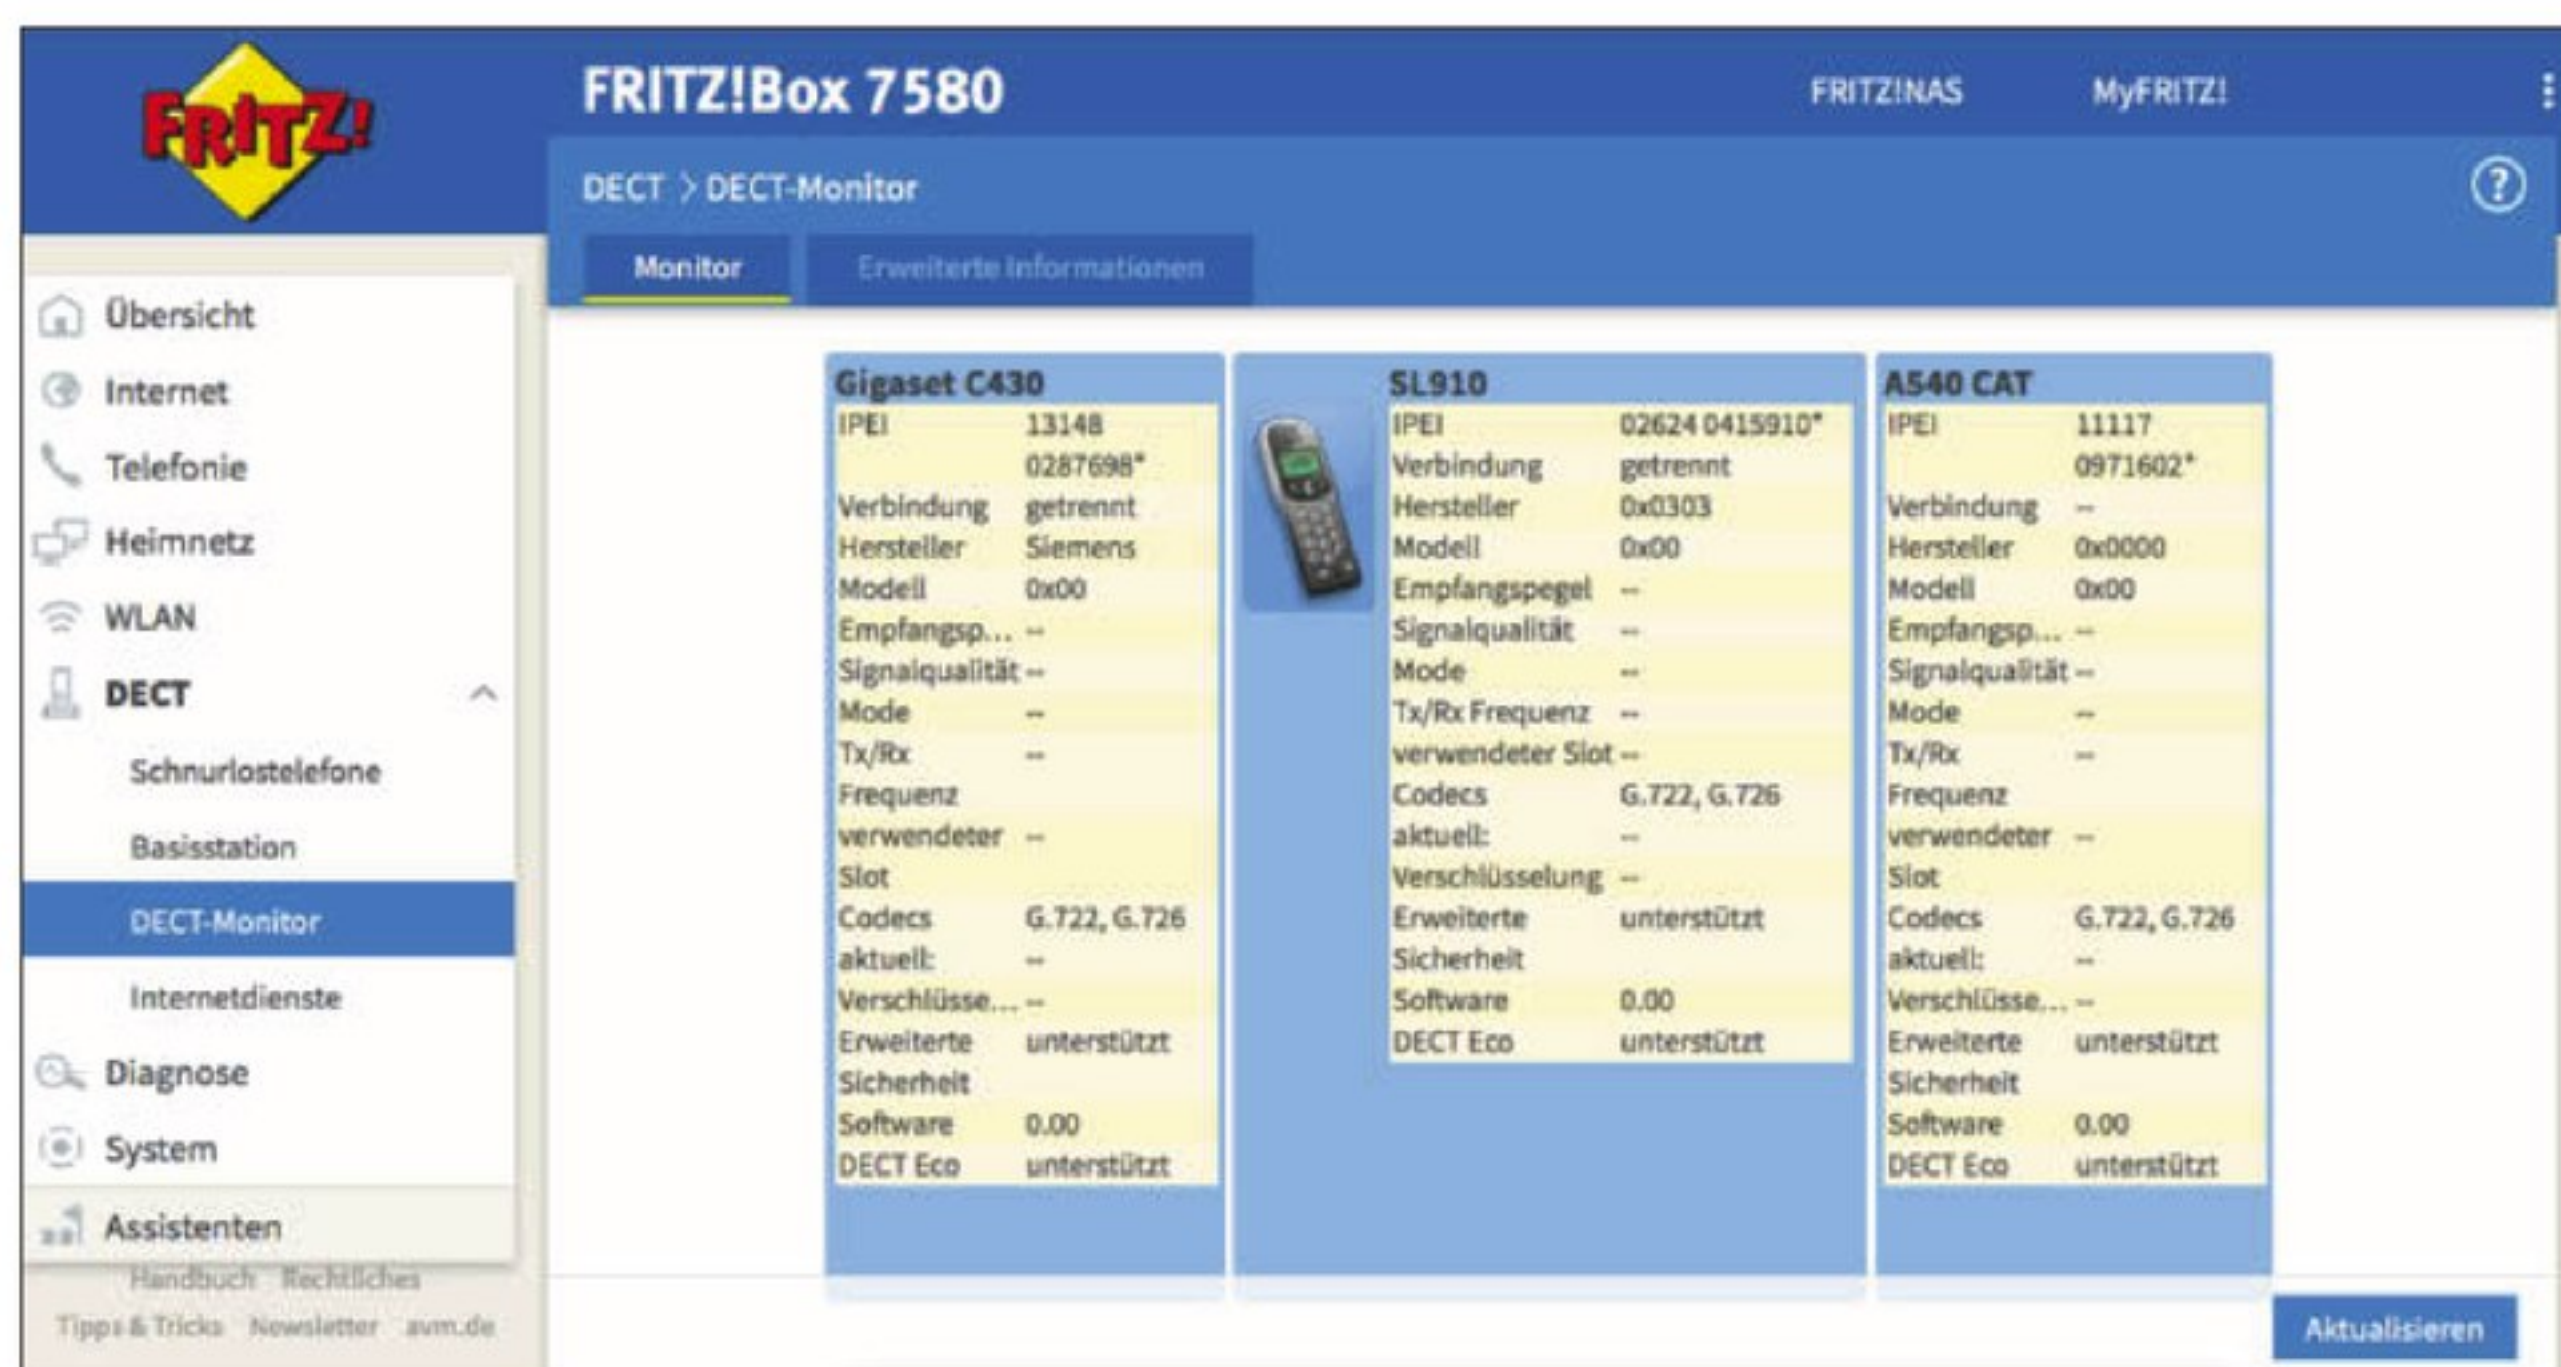 FRITZ!
FRITZ!Box 7580
FRITZ!NAS
MyFRITZ!
DECT > DECT-Monitor
?
Monitor
Erweiterte Informationen
Übersicht
Internet
Telefonie
Heimnetz
WLAN
DECT
Schnurlostelefone
Basisstation
DECT-Monitor
Internetdienste
Diagnose
System
Assistenten
Handbuch Rechtliches
Tipps & Tricks Newsletter avm.de
Gigaset C430
IPEI 13148
0287698*
Verbindung getrennt
Hersteller Siemens
Modell 0x00
Empfangsp... --
Signalqualität --
Mode --
Tx/Rx --
Frequenz
verwendeter --
Slot
Codecs G.722, G.726
aktuell: --
Verschlüsse... --
Erweiterte unterstützt
Sicherheit
Software 0.00
DECT Eco unterstützt
SL910
IPEI 02624 0415910*
Verbindung getrennt
Hersteller 0x0303
Modell 0x00
Empfangspegel --
Signalqualität --
Mode --
Tx/Rx Frequenz --
verwendeter Slot --
Codecs G.722, G.726
aktuell: --
Verschlüsselung --
Erweiterte unterstützt
Sicherheit
Software 0.00
DECT Eco unterstützt
A540 CAT
IPEI 11117
0971602*
Verbindung --
Hersteller 0x0000
Modell 0x00
Empfangsp... --
Signalqualität --
Mode --
Tx/Rx --
Frequenz
verwendeter --
Slot
Codecs G.722, G.726
aktuell: --
Verschlüsse... --
Erweiterte unterstützt
Sicherheit
Software 0.00
DECT Eco unterstützt
Aktualisieren